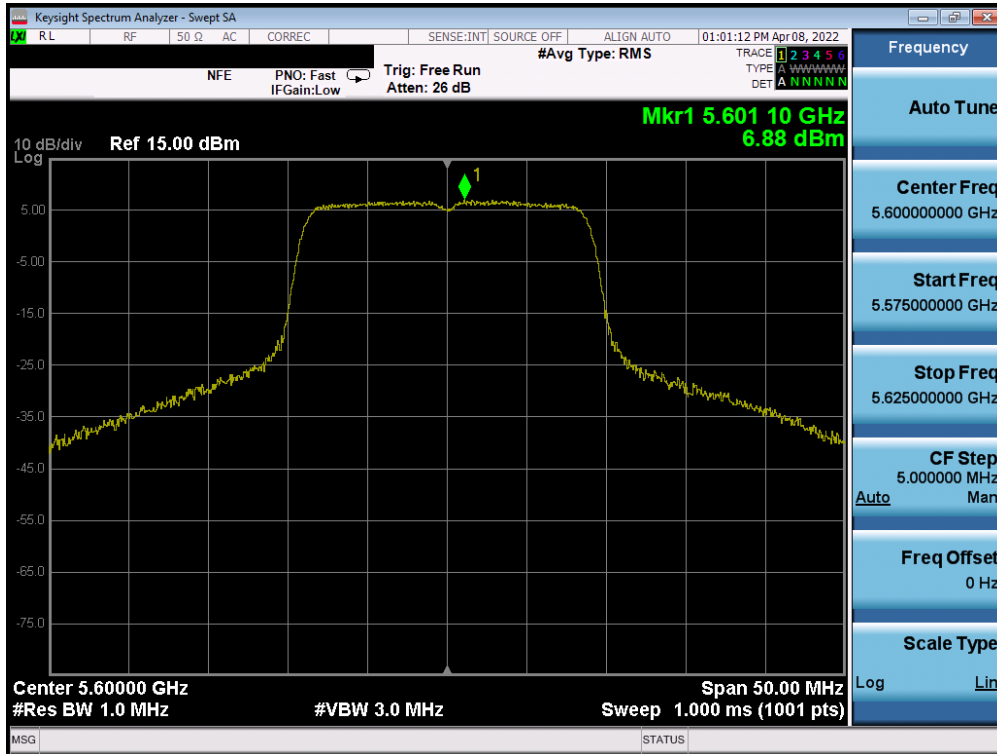 Keysight Spectrum Analyzer - Swept SA
LXI RL RF 50 Ω AC CORREC SENSE:INT SOURCE OFF ALIGN AUTO 01:01:12 PM Apr 08, 2022
#Avg Type: RMS
TRACE 1 2 3 4 5 6
TYPE A WWWWW
DET A N N N N N
NFE
PNO: Fast
IFGain:Low
Trig: Free Run
Atten: 26 dB
Mkr1 5.601 10 GHz
6.88 dBm
10 dB/div
Log
Ref 15.00 dBm
1
5.00
-5.00
-15.0
-25.0
-35.0
-45.0
-55.0
-65.0
-75.0
Center 5.60000 GHz
Span 50.00 MHz
#Res BW 1.0 MHz
#VBW 3.0 MHz
Sweep 1.000 ms (1001 pts)
MSG
STATUS
Frequency
Auto Tune
Center Freq
5.600000000 GHz
Start Freq
5.575000000 GHz
Stop Freq
5.625000000 GHz
CF Step
5.000000 MHz
Auto Man
Freq Offset
0 Hz
Scale Type
Log Lin